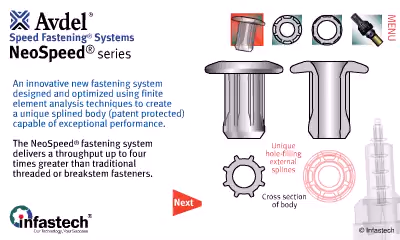 Avdel®
Speed Fastening® Systems
NeoSpeed® series
MENU
An innovative new fastening system
designed and optimized using finite
element analysis techniques to create
a unique splined body (patent protected)
capable of exceptional performance.
The NeoSpeed® fastening system
delivers a throughput up to four
times greater than traditional
threaded or breakstem fasteners.
Unique
hole-filling
external
splines
Cross section
of body
Next
infastech®
Our Technology, Your Success
© Infastech